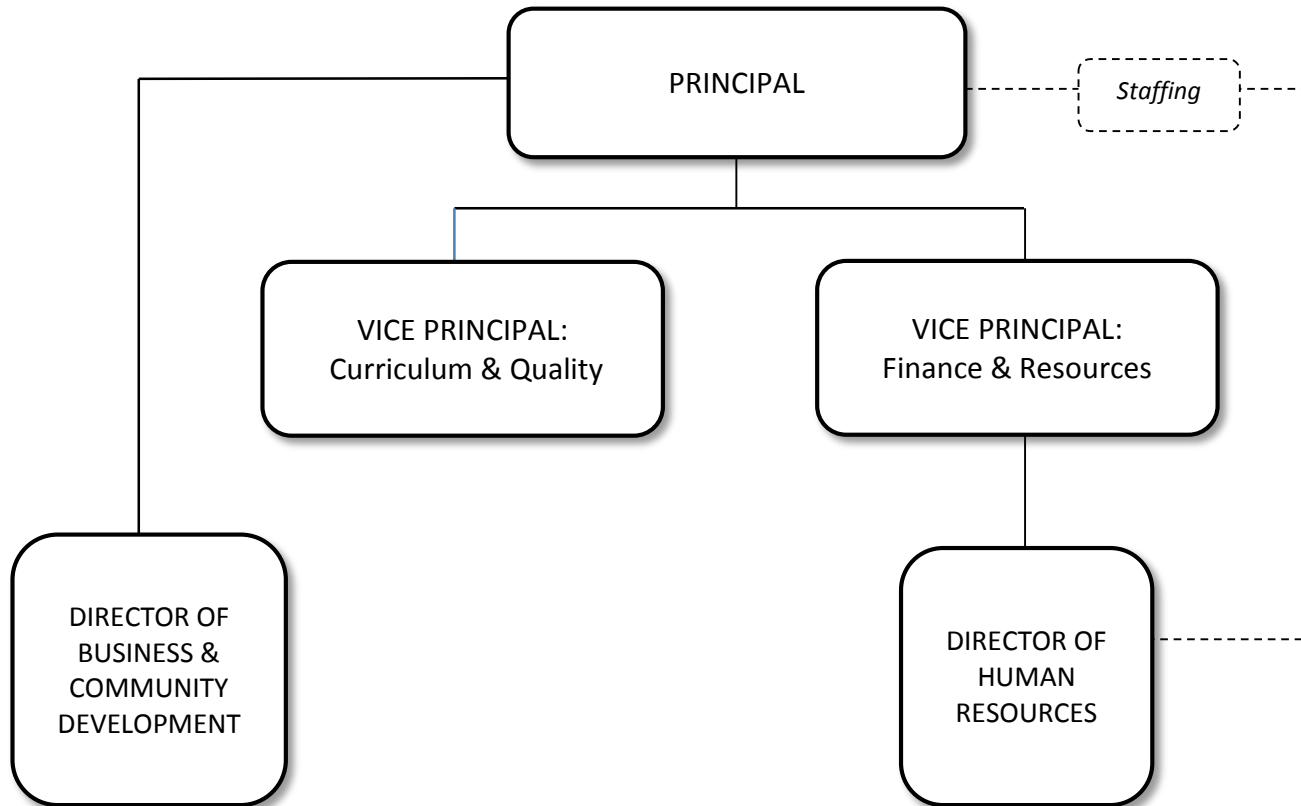 PRINCIPAL
Staffing
VICE PRINCIPAL:
Curriculum & Quality
VICE PRINCIPAL:
Finance & Resources
DIRECTOR OF
BUSINESS &
COMMUNITY
DEVELOPMENT
DIRECTOR OF
HUMAN
RESOURCES